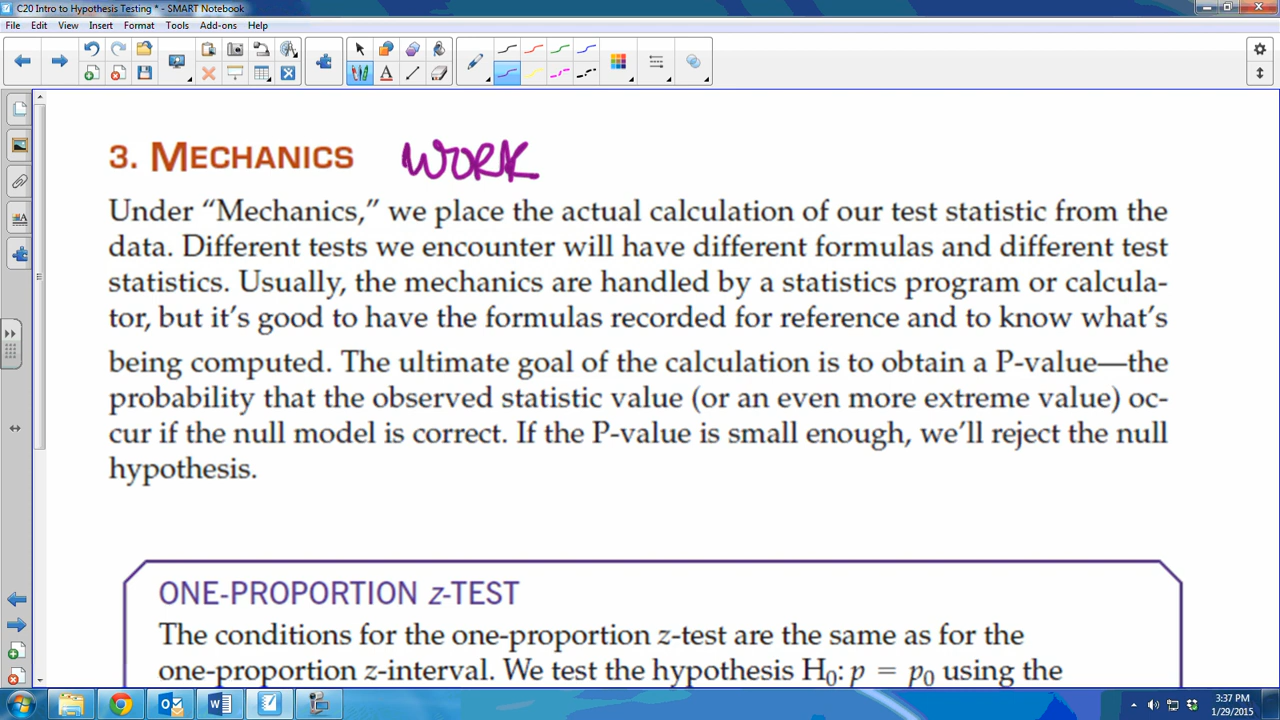 C20 Intro to Hypothesis Testing * - SMART Notebook
File Edit View Insert Format Tools Add-ons Help
3. MECHANICS WORK
Under “Mechanics,” we place the actual calculation of our test statistic from the
data. Different tests we encounter will have different formulas and different test
statistics. Usually, the mechanics are handled by a statistics program or calcula-
tor, but it’s good to have the formulas recorded for reference and to know what’s
being computed. The ultimate goal of the calculation is to obtain a P-value—the
probability that the observed statistic value (or an even more extreme value) oc-
cur if the null model is correct. If the P-value is small enough, we’ll reject the null
hypothesis.
ONE-PROPORTION z-TEST
The conditions for the one-proportion z-test are the same as for the
one-proportion z-interval. We test the hypothesis H₀: p = p₀ using the
3:37 PM
1/29/2015